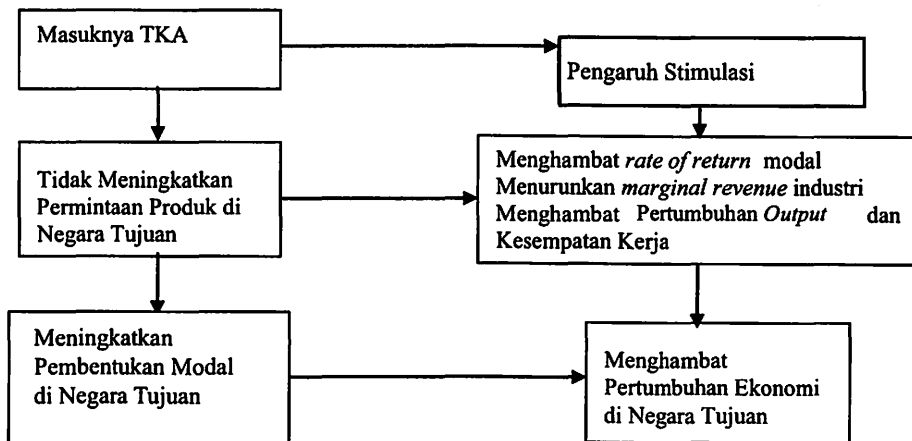 Masuknya TKA
Pengaruh Stimulasi
Tidak Meningkatkan
Permintaan Produk di
Negara Tujuan
Menghambat rate of return modal
Menurunkan marginal revenue industri
Menghambat Pertumbuhan Output dan
Kesempatan Kerja
Meningkatkan
Pembentukan Modal
di Negara Tujuan
Menghambat
Pertumbuhan Ekonomi
di Negara Tujuan